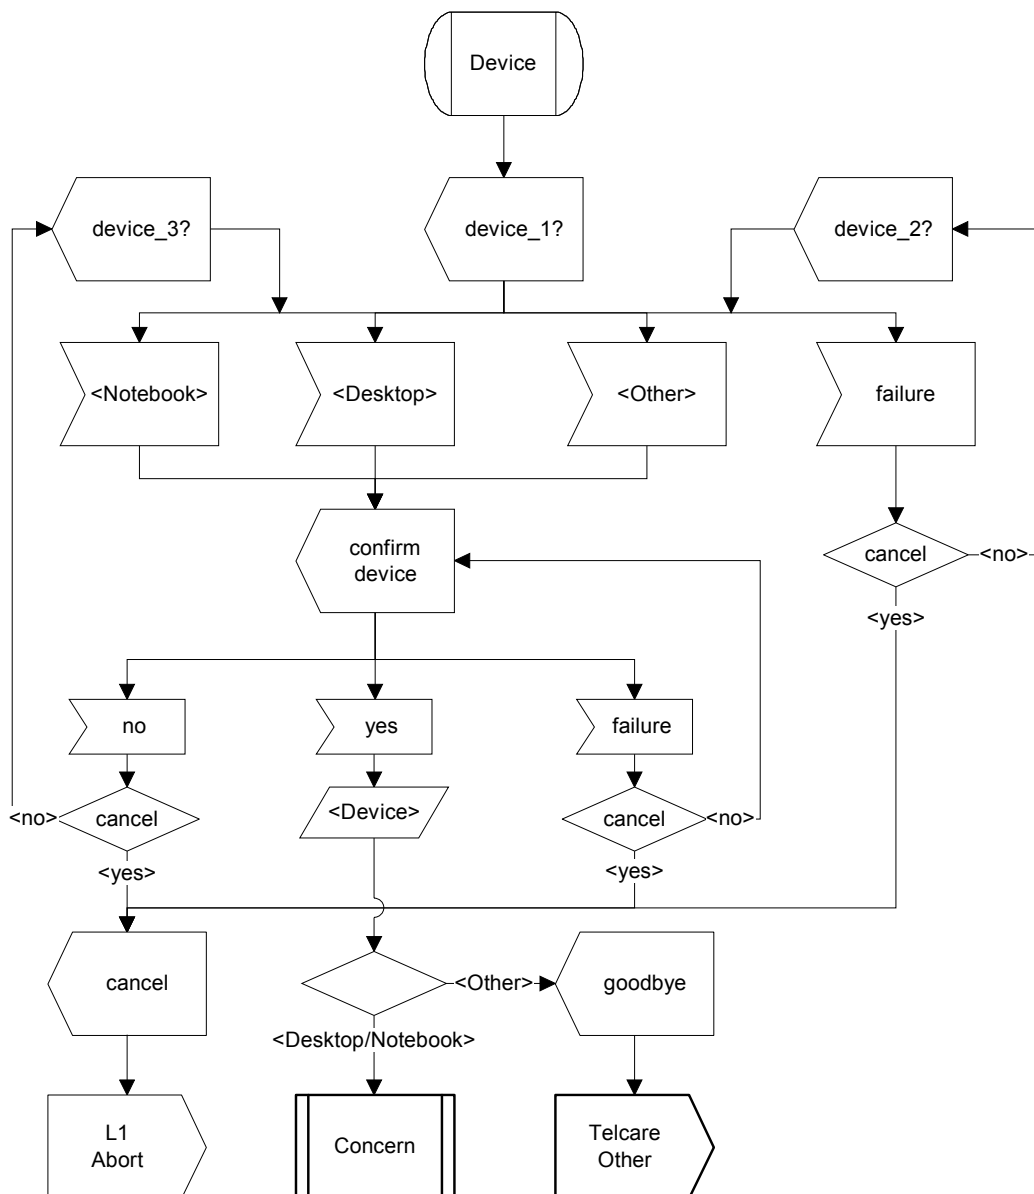 Device
device_3?
device_1?
device_2?
<Notebook>
<Desktop>
<Other>
failure
confirm
device
cancel
<no>
<yes>
no
yes
failure
<no>
cancel
<Device>
cancel
<no>
<yes>
<yes>
cancel
<Other>
goodbye
<Desktop/Notebook>
L1
Abort
Concern
Telcare
Other